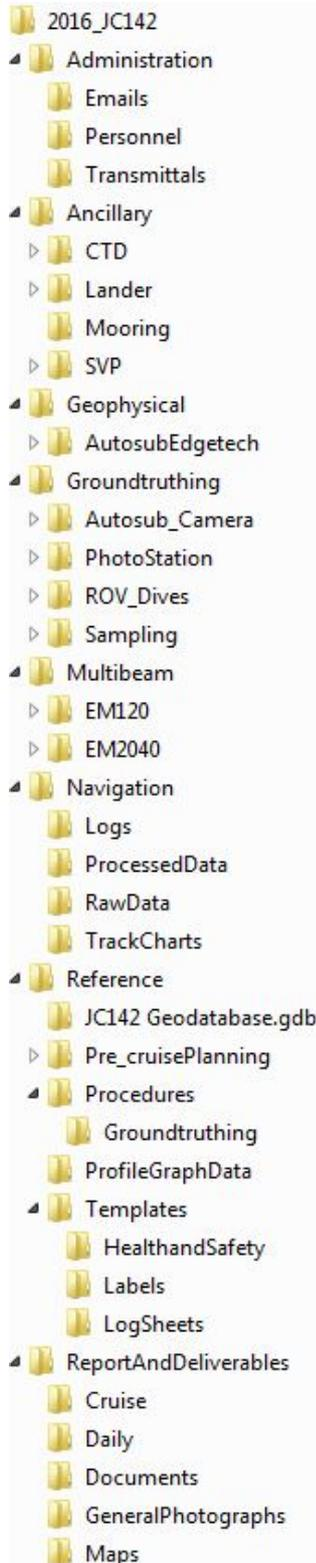 2016_JC142
Administration
Emails
Personnel
Transmittals
Ancillary
CTD
Lander
Mooring
SVP
Geophysical
AutosubEdgetech
Groundtruthing
Autosub_Camera
PhotoStation
ROV_Dives
Sampling
Multibeam
EM120
EM2040
Navigation
Logs
ProcessedData
RawData
TrackCharts
Reference
JC142 Geodatabase.gdb
Pre_cruisePlanning
Procedures
Groundtruthing
ProfileGraphData
Templates
HealthandSafety
Labels
LogSheets
ReportAndDeliverables
Cruise
Daily
Documents
GeneralPhotographs
Maps